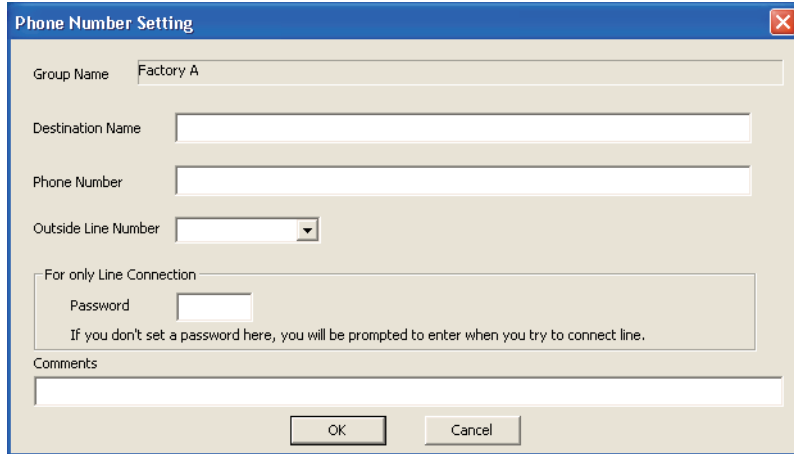 Phone Number Setting
Group Name Factory A
Destination Name
Phone Number
Outside Line Number
For only Line Connection
Password
If you don't set a password here, you will be prompted to enter when you try to connect line.
Comments
OK Cancel